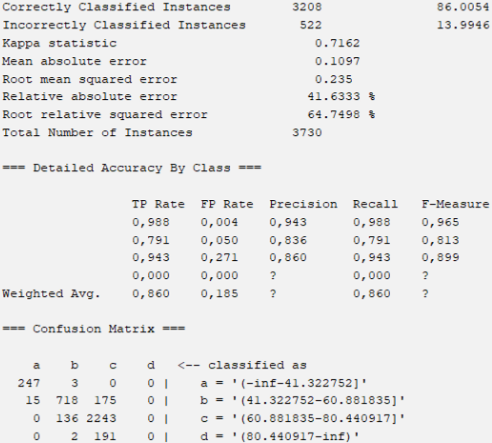 Correctly Classified Instances 3208 86.0054
Incorrectly Classified Instances 522 13.9946
Kappa statistic 0.7162
Mean absolute error 0.1097
Root mean squared error 0.235
Relative absolute error 41.6333 %
Root relative squared error 64.7498 %
Total Number of Instances 3730
=== Detailed Accuracy By Class ===
TP Rate FP Rate Precision Recall F-Measure
0,988 0,004 0,943 0,988 0,965
0,791 0,050 0,836 0,791 0,813
0,943 0,271 0,860 0,943 0,899
0,000 0,000 ? 0,000 ?
Weighted Avg. 0,860 0,185 ? 0,860 ?
=== Confusion Matrix ===
a b c d <-- classified as
247 3 0 0 | a = '(-inf-41.322752]'
15 718 175 0 | b = '(41.322752-60.881835]'
0 136 2243 0 | c = '(60.881835-80.440917]'
0 2 191 0 | d = '(80.440917-inf)'